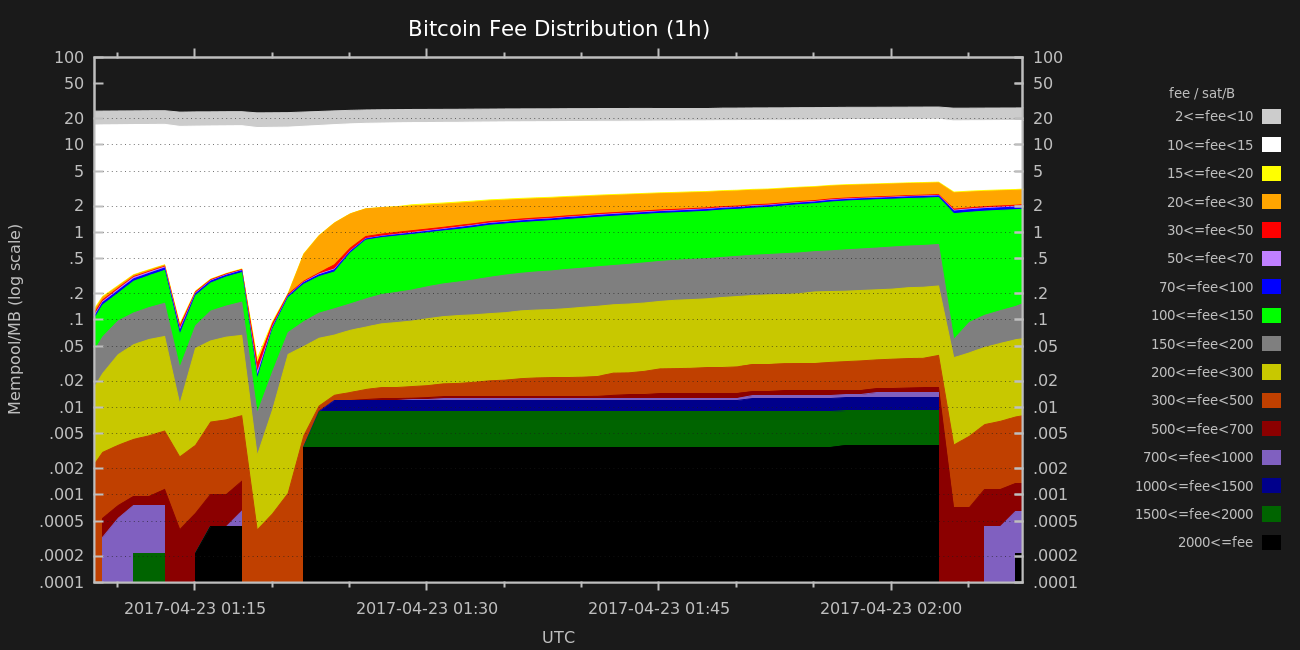 Bitcoin Fee Distribution (1h)
Mempool/MB (log scale)
100
50
20
10
5
2
1
.5
.2
.1
.05
.02
.01
.005
.002
.001
.0005
.0002
.0001
100
50
20
10
5
2
1
.5
.2
.1
.05
.02
.01
.005
.002
.001
.0005
.0002
.0001
2017-04-23 01:15
2017-04-23 01:30
2017-04-23 01:45
2017-04-23 02:00
UTC
fee / sat/B
2<=fee<10
10<=fee<15
15<=fee<20
20<=fee<30
30<=fee<50
50<=fee<70
70<=fee<100
100<=fee<150
150<=fee<200
200<=fee<300
300<=fee<500
500<=fee<700
700<=fee<1000
1000<=fee<1500
1500<=fee<2000
2000<=fee